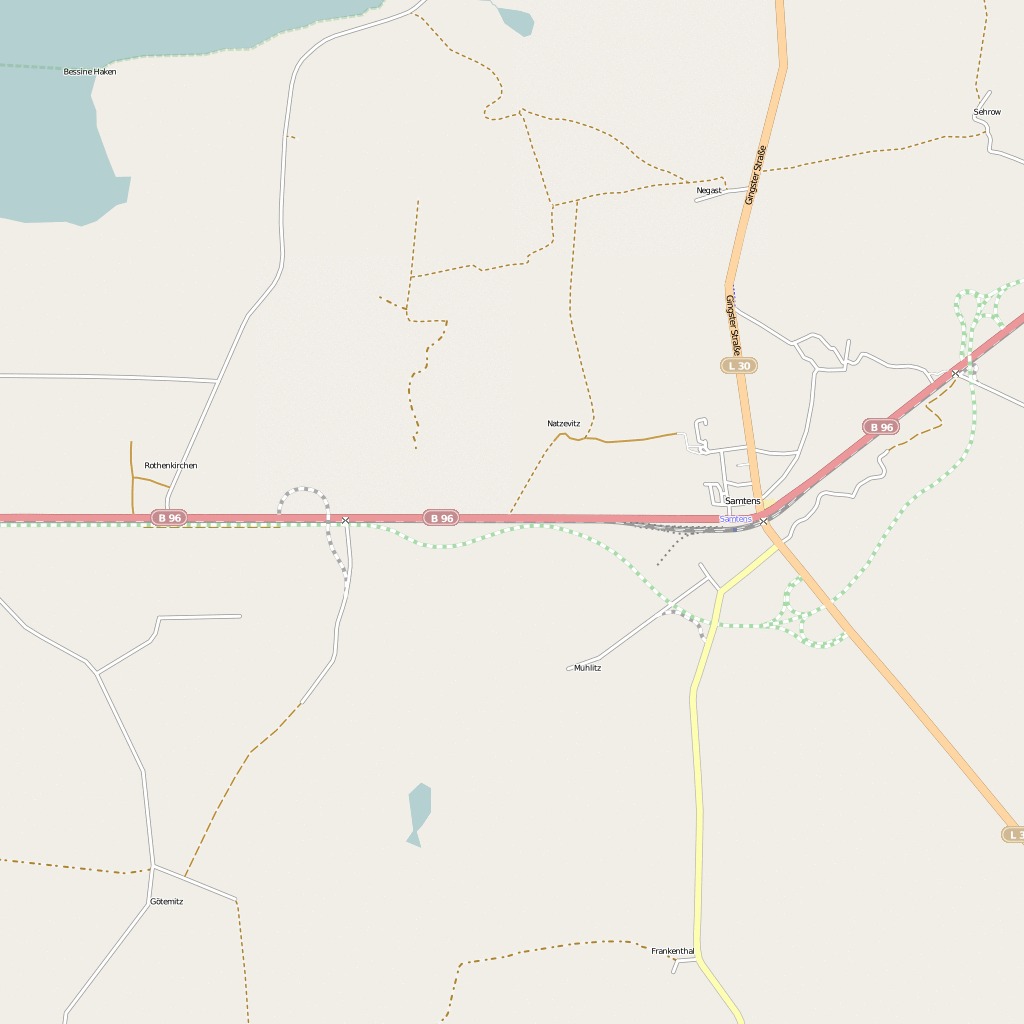 Bessine Haken
Sehrow
Gingster Straße
Negast
Gingster Straße
L 30
Natzevitz
B 96
Rothenkirchen
Samtens
B 96
B 96
Samtens
Muhlitz
L 3
Götemitz
Frankenthal